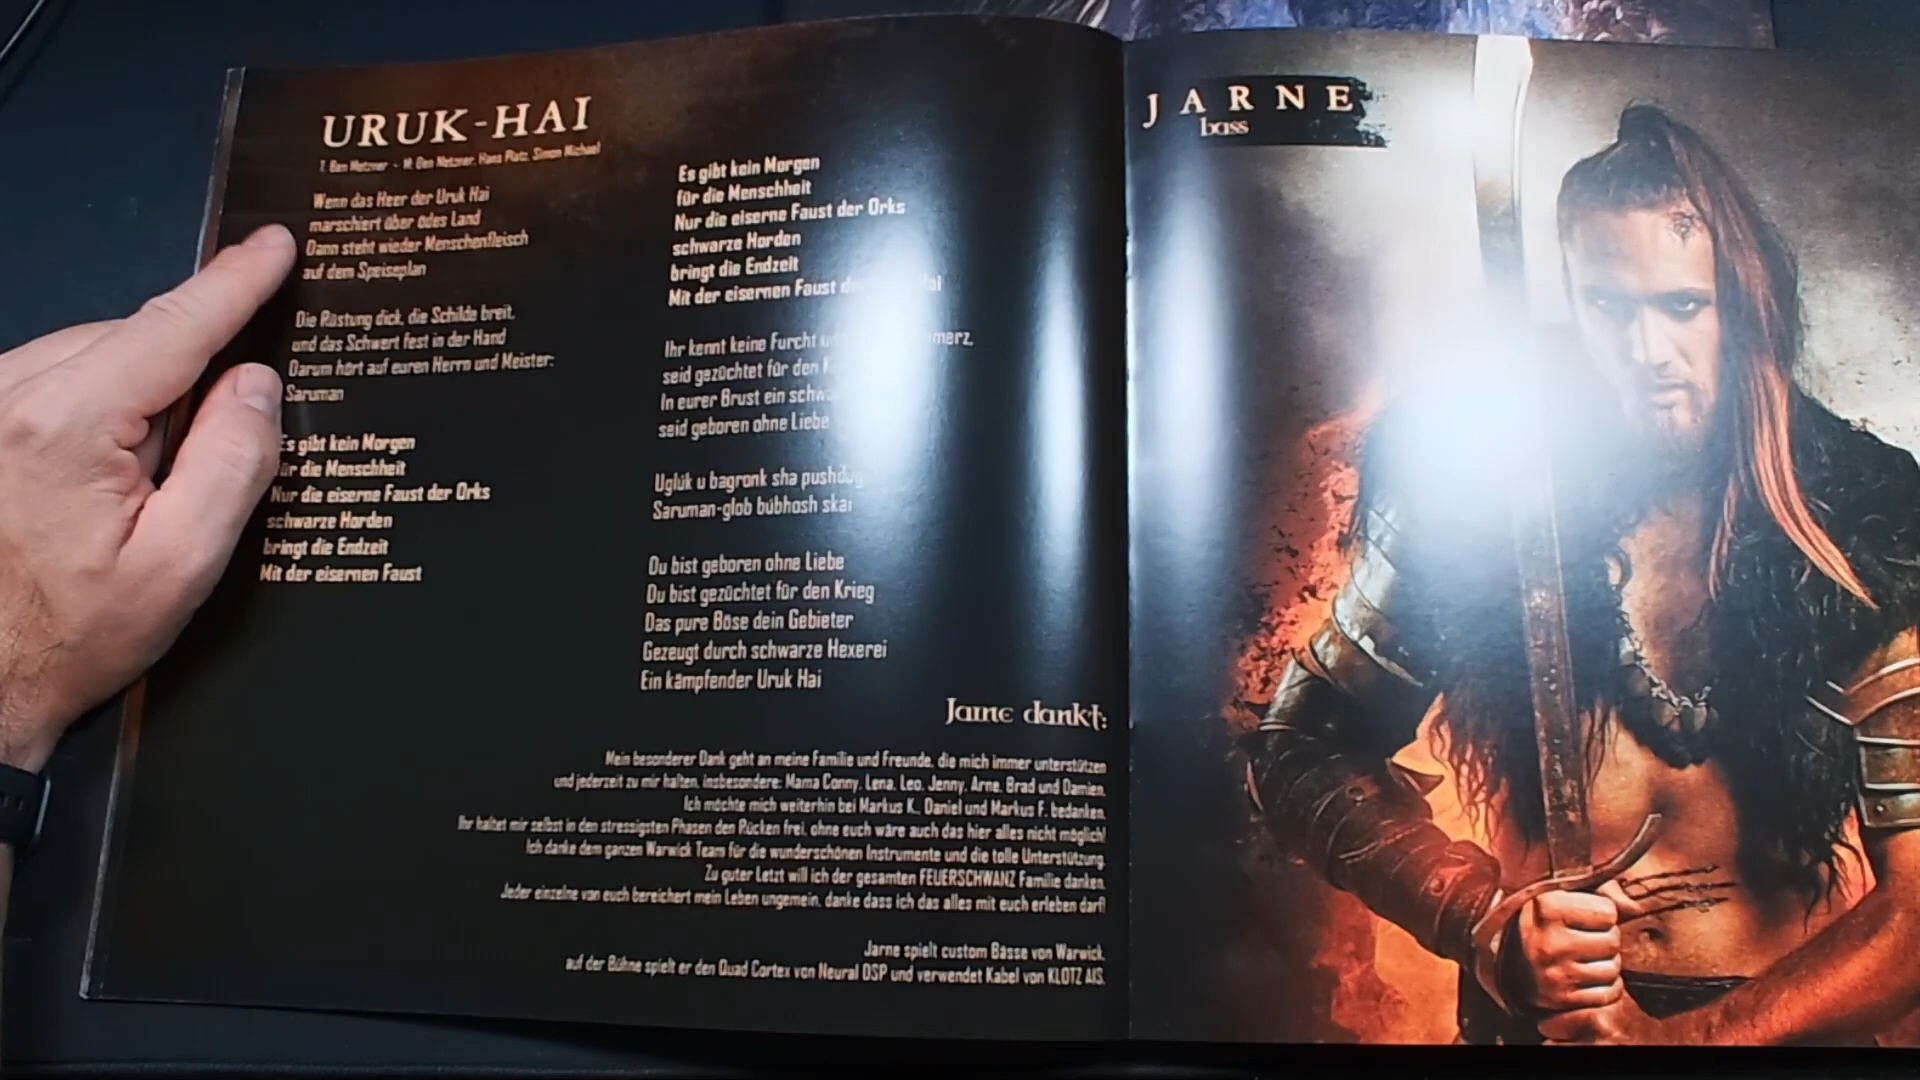 URUK-HAI
T. Ben Metzner - M: Ben Metzner, Hans Platz, Simon Michael
Wenn das Heer der Uruk Hai
marschiert über ödes Land
Dann steht wieder Menschenfleisch
auf dem Speiseplan
Die Rüstung dick, die Schilde breit,
und das Schwert fest in der Hand
Darum hört auf euren Herrn und Meister:
Saruman
Es gibt kein Morgen
für die Menschheit
Nur die eiserne Faust der Orks
schwarze Horden
bringt die Endzeit
Mit der eisernen Faust
Es gibt kein Morgen
für die Menschheit
Nur die eiserne Faust der Orks
schwarze Horden
bringt die Endzeit
Mit der eisernen Faust
Ihr kennt keine Furcht
seid gezüchtet für den
In eurer Brust ein
seid geboren ohne Liebe
Uglúk u bagronk sha
Saruman-glob búbhosh skai
Du bist geboren ohne Liebe
Du bist gezüchtet für den Krieg
Das pure Böse dein Gebieter
Gezeugt durch schwarze Hexerei
Ein kämpfender Uruk Hai
Jarne dankt:
Mein besonderer Dank geht an meine Familie und Freunde, die mich immer unterstützen
und jederzeit zu mir halten, insbesondere: Mama Conny, Lena, Leo, Jenny, Arne, Brad und Damien.
Ich möchte mich weiterhin bei Markus K., Daniel und Markus F. bedanken.
Ihr haltet mir selbst in den stressigsten Phasen den Rücken frei, ohne euch wäre auch das hier alles nicht möglich!
Ich danke dem ganzen Warwick Team für die wunderschönen Instrumente und die tolle Unterstützung.
Zu guter Letzt will ich der gesamten FEUERSCHWANZ Familie danken.
Jeder einzelne von euch bereichert mein Leben ungemein, danke dass ich das alles mit euch erleben darf!
Jarne spielt custom Bässe von Warwick,
auf der Bühne spielt er den Quad Cortex von Neural DSP und verwendet Kabel von KLOTZ AIS.
JARNE
bass